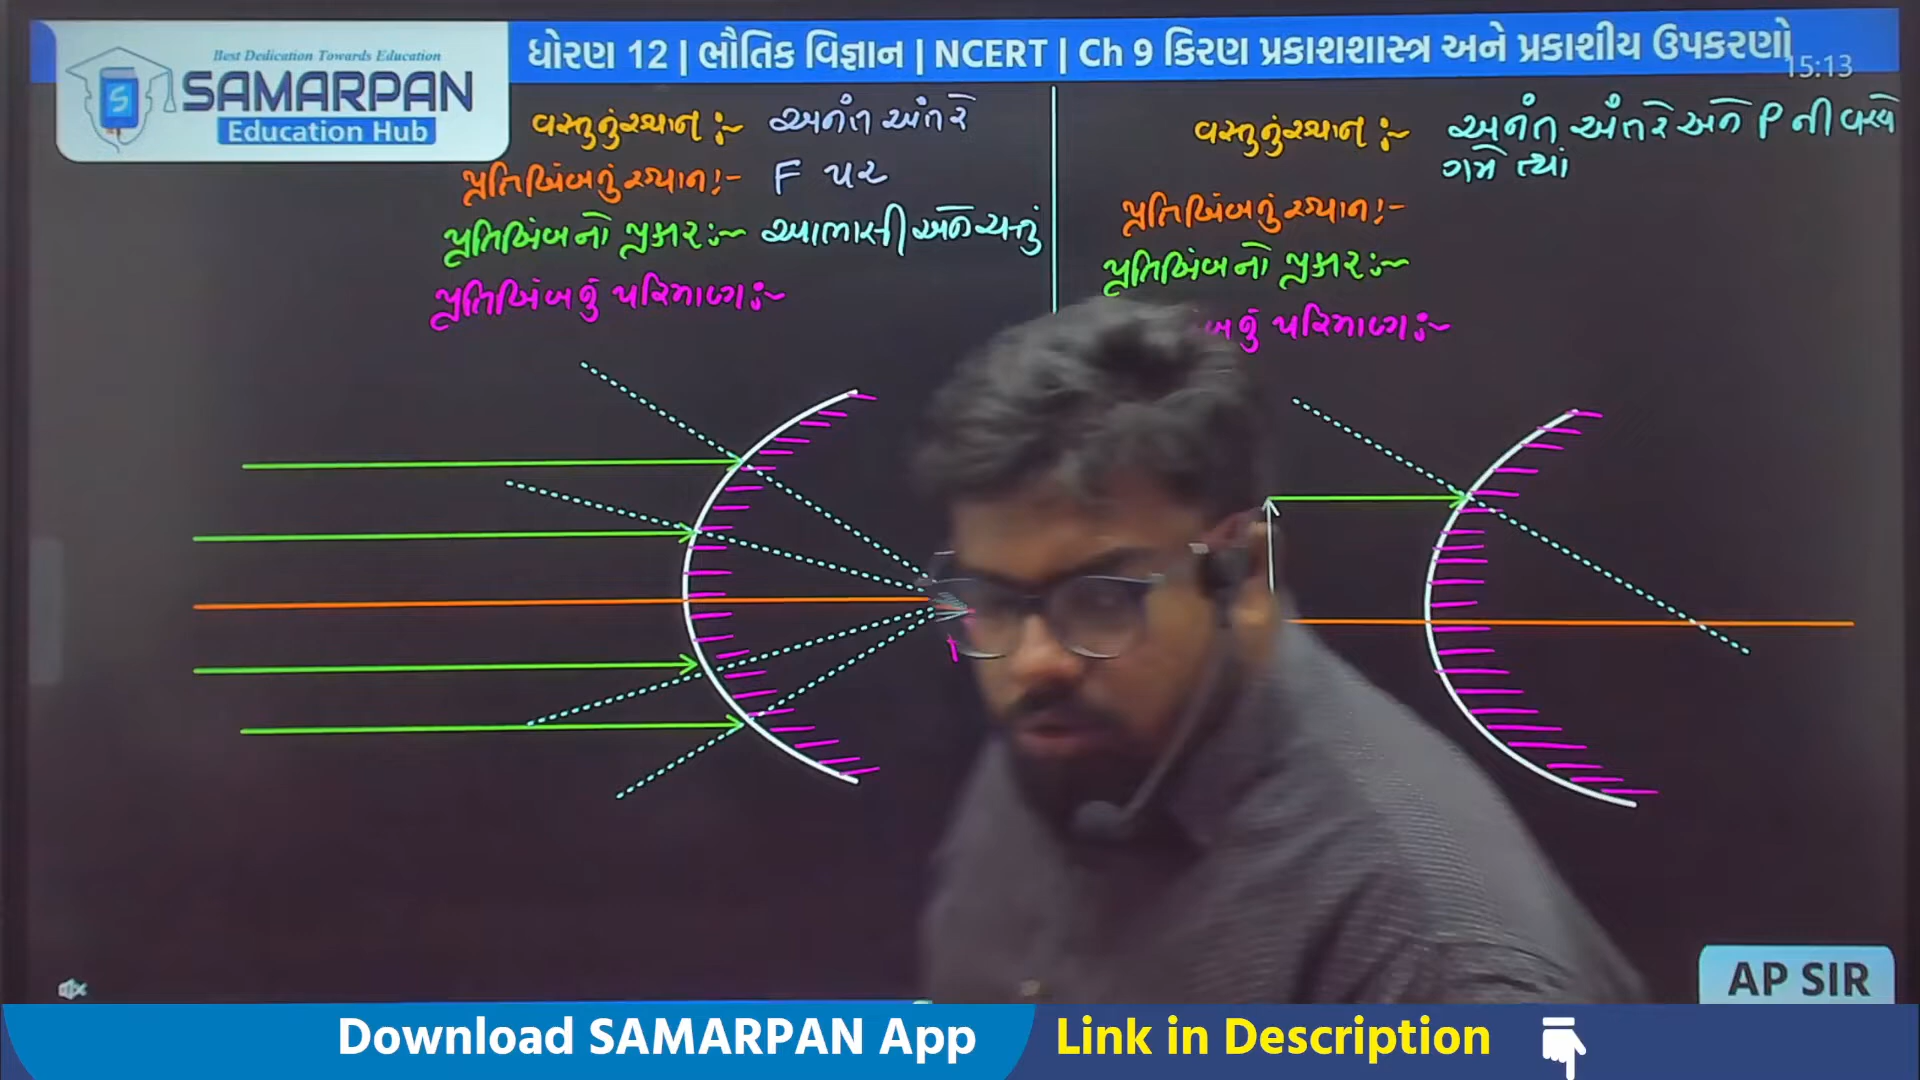 Best Dedication Towards Education
SAMARPAN
Education Hub
ધોરણ 12 | ભૌતિક વિજ્ઞાન | NCERT | Ch 9 કિરણ પ્રકાશશાસ્ત્ર અને પ્રકાશીય ઉપકરણો
15:13
વસ્તુનું સ્થાન :- અનંત અંતરે
પ્રતિબિંબનું સ્થાન :- F પર
પ્રતિબિંબનો પ્રકાર :- આભાસી અને ચત્તું
પ્રતિબિંબનું પરિમાણ :-
વસ્તુનું સ્થાન :- અનંત અંતરે અને P ની વચ્ચે
ગમે ત્યાં
પ્રતિબિંબનું સ્થાન :-
પ્રતિબિંબનો પ્રકાર :-
પરિમાણ :-
AP SIR
Download SAMARPAN App
Link in Description